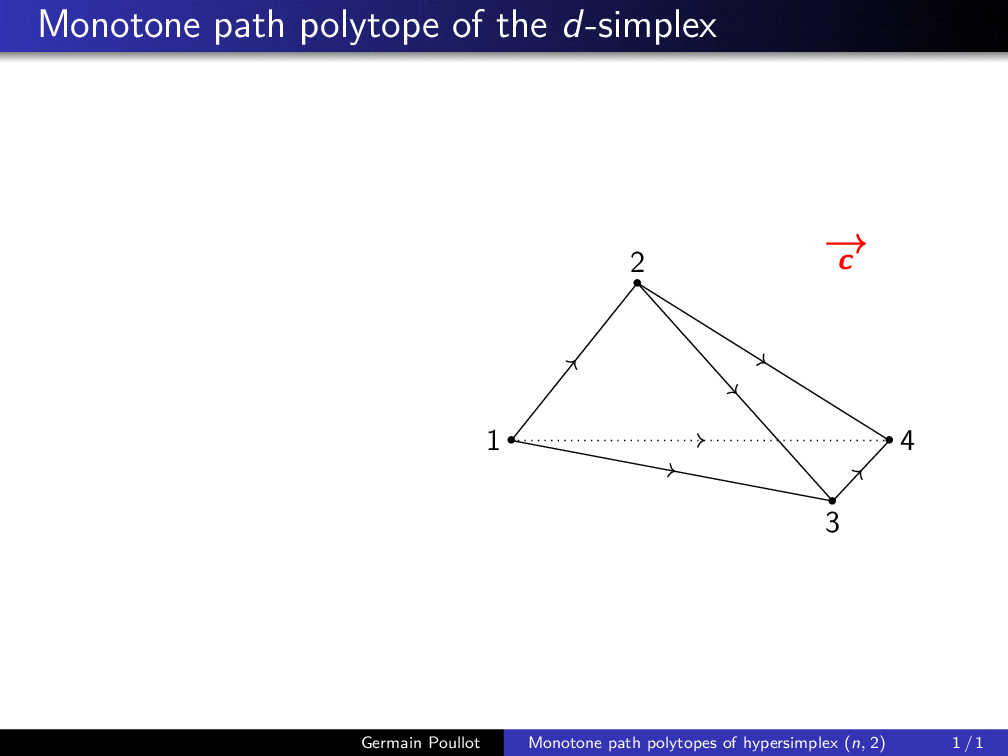 Monotone path polytope of the d-simplex
c
2
1
4
3
Germain Poullot Monotone path polytopes of hypersimplex (n, 2) 1 / 1